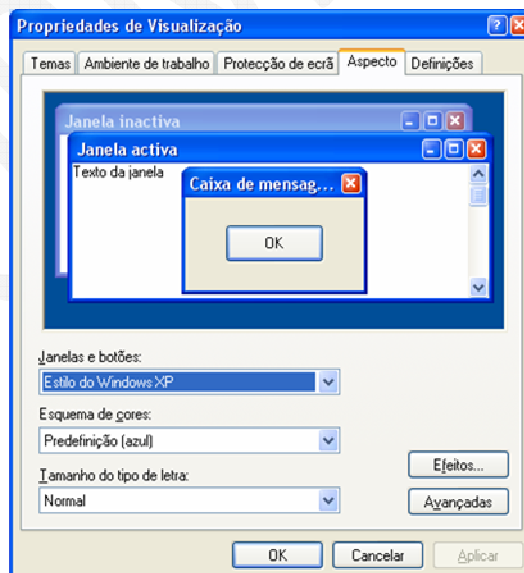 Propriedades de Visualização
Temas Ambiente de trabalho Protecção de ecrã Aspecto Definições
Janela inactiva
Janela activa
Texto da janela
Caixa de mensag...
OK
Janelas e botões:
Estilo do Windows XP
Esquema de cores:
Predefinição (azul)
Efeitos...
Tamanho do tipo de letra:
Normal
Avançadas
OK Cancelar Aplicar